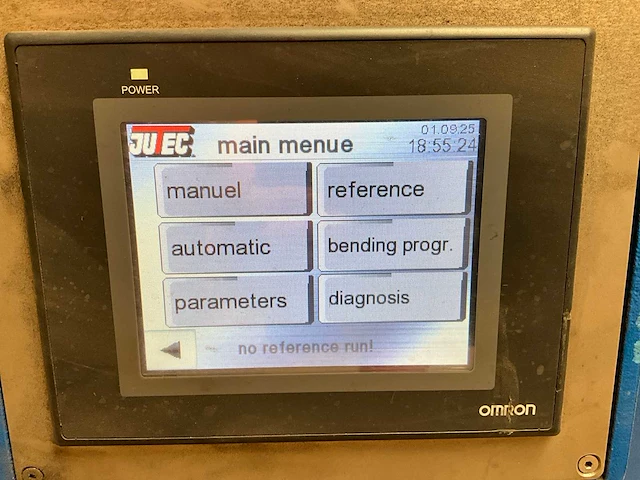 POWER
JUTEC
main menue
01.09.25
18:55:24
manuel
reference
automatic
bending progr.
parameters
diagnosis
no reference run!
omron